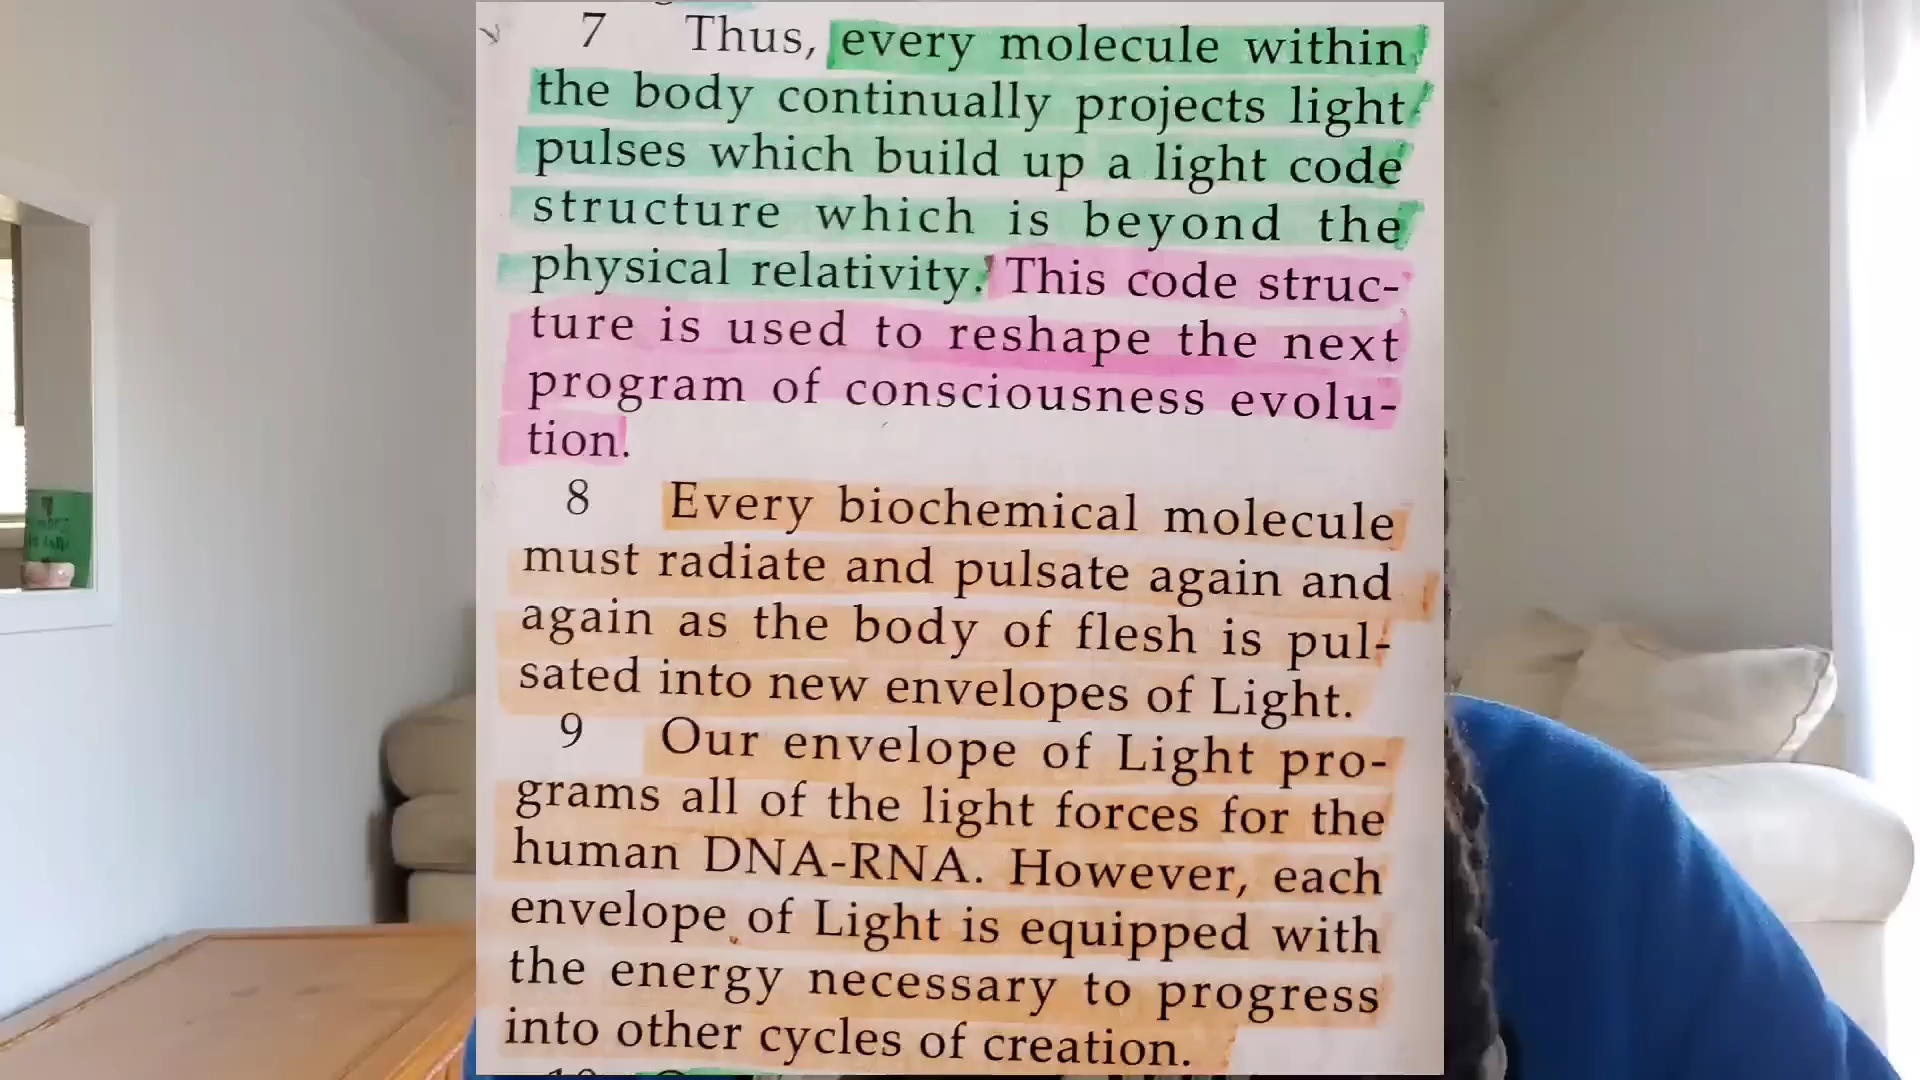 7 Thus, every molecule within
the body continually projects light
pulses which build up a light code
structure which is beyond the
physical relativity. This code struc-
ture is used to reshape the next
program of consciousness evolu-
tion.
8 Every biochemical molecule
must radiate and pulsate again and
again as the body of flesh is pul-
sated into new envelopes of Light.
9 Our envelope of Light pro-
grams all of the light forces for the
human DNA-RNA. However, each
envelope of Light is equipped with
the energy necessary to progress
into other cycles of creation.